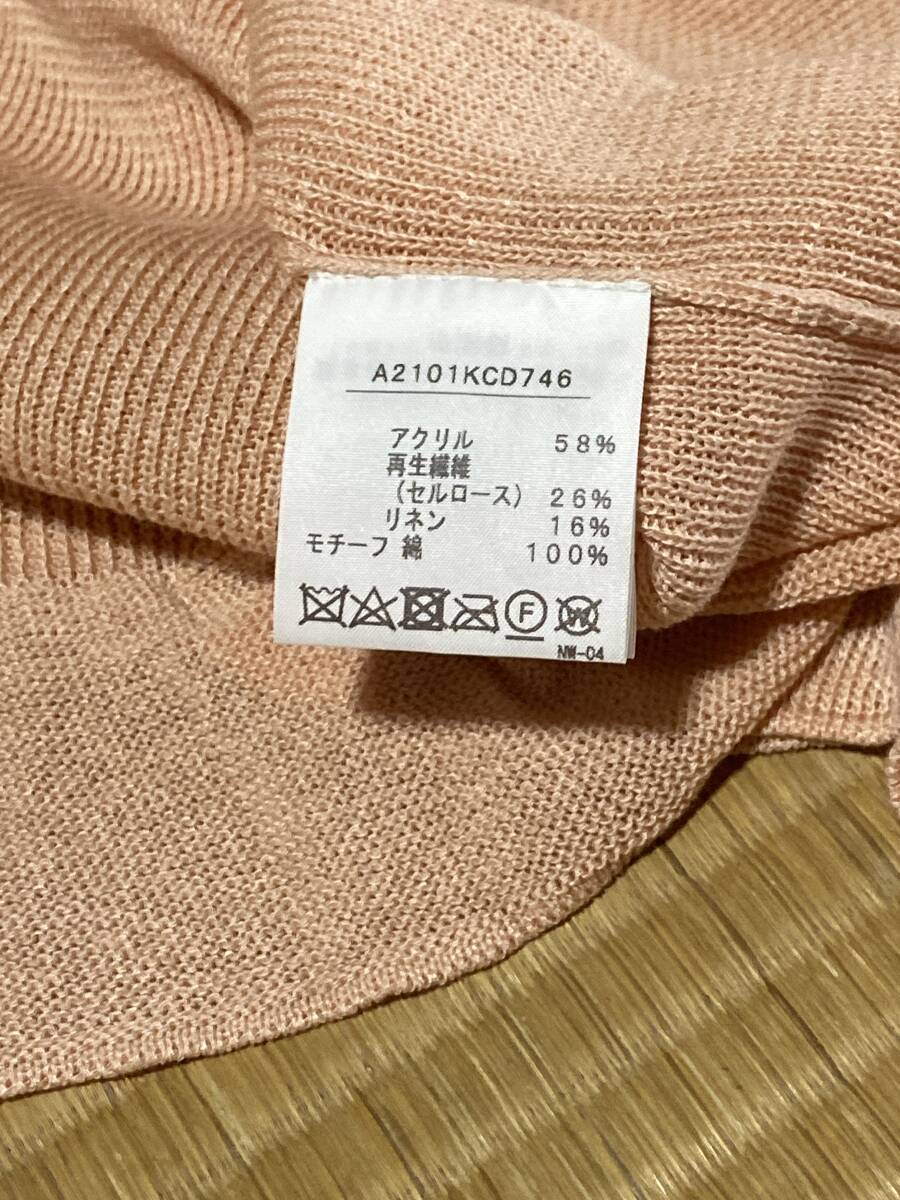 A2101KCD746
アクリル 58%
再生繊維
(セルロース) 26%
リネン 16%
モチーフ 綿 100%
F W
NW-04